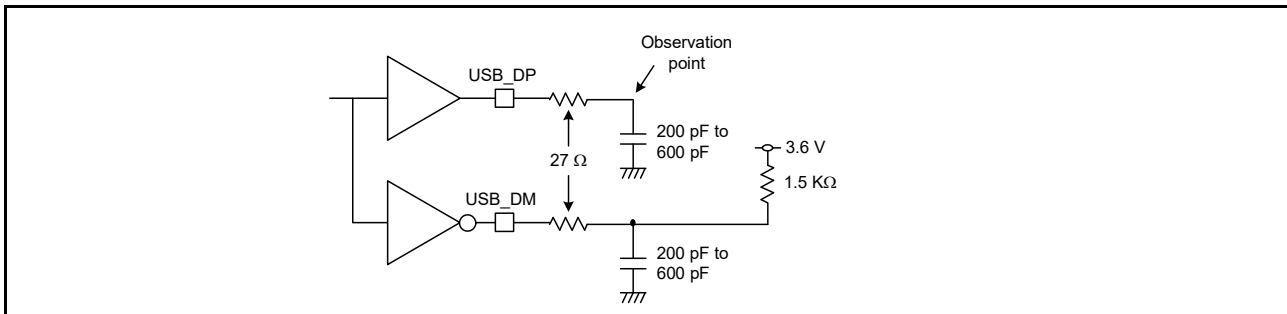 Observation
point
USB_DP
200 pF to
600 pF
3.6 V
27 Ω
1.5 KΩ
USB_DM
200 pF to
600 pF